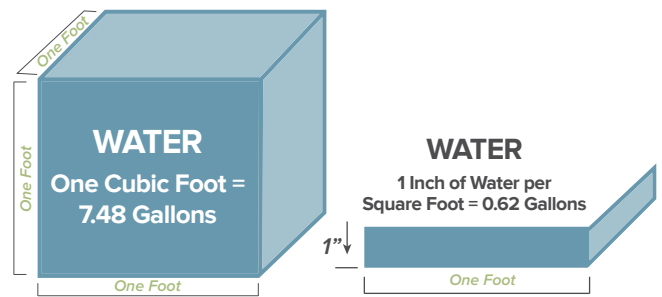 One Foot
One Foot
WATER
One Cubic Foot =
7.48 Gallons
One Foot
WATER
1 Inch of Water per
Square Foot = 0.62 Gallons
1”
One Foot